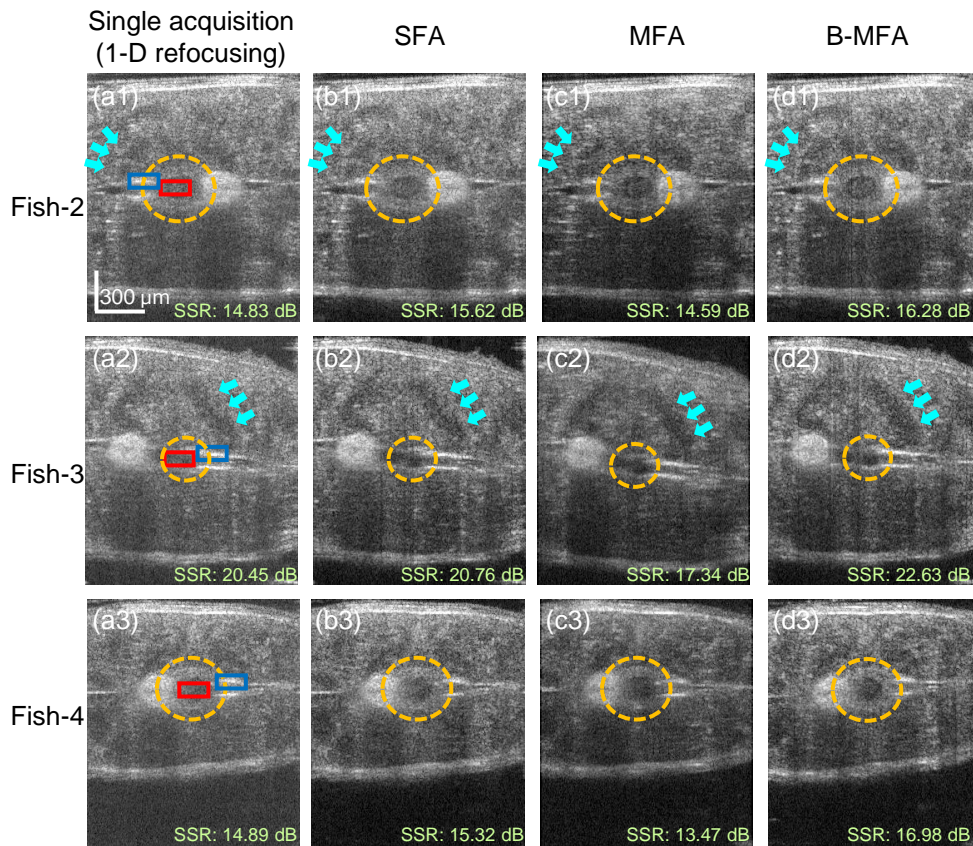 Single acquisition
(1-D refocusing)
SFA
MFA
B-MFA
Fish-2
(a1)
300 µm
SSR: 14.83 dB
(b1)
SSR: 15.62 dB
(c1)
SSR: 14.59 dB
(d1)
SSR: 16.28 dB
Fish-3
(a2)
SSR: 20.45 dB
(b2)
SSR: 20.76 dB
(c2)
SSR: 17.34 dB
(d2)
SSR: 22.63 dB
Fish-4
(a3)
SSR: 14.89 dB
(b3)
SSR: 15.32 dB
(c3)
SSR: 13.47 dB
(d3)
SSR: 16.98 dB